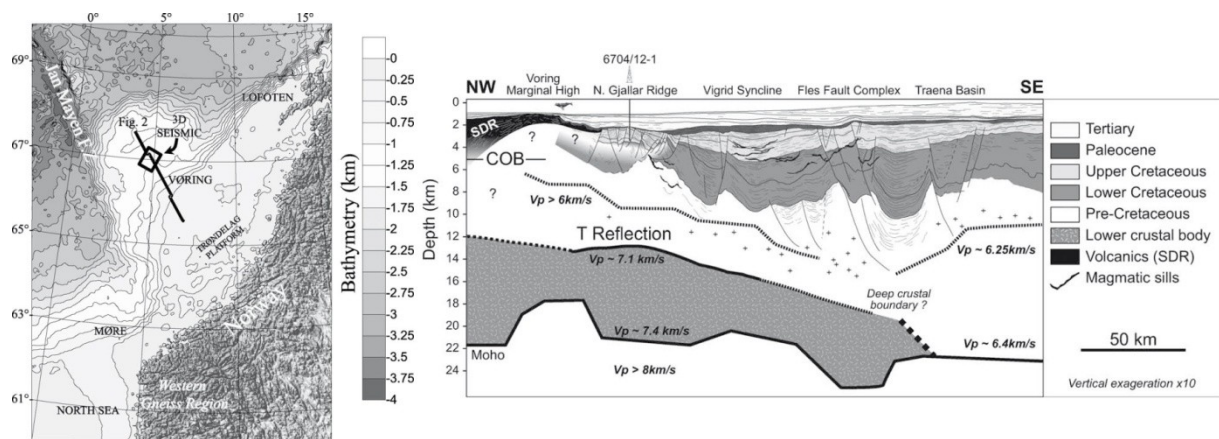 0°
5°
10°
15°
69°
67°
65°
63°
61°
Jan Mayen F
LOFOTEN
Fig. 2
3D
SEISMIC
VØRING
TRØNDELAG
PLATFORM
Norway
MØRE
Western
Gneiss Region
NORTH SEA
Bathymetry (km)
-0
-0.25
-0.5
-0.75
-1
-1.25
-1.5
-1.75
-2
-2.25
-2.5
-2.75
-3
-3.25
-3.5
-3.75
-4
6704/12-1
NW
Voring
Marginal High
N. Gjallar Ridge
Vigrid Syncline
Fles Fault Complex
Traena Basin
SE
Depth (km)
0
2
4
6
8
10
12
14
16
18
20
22
24
SDR
?
?
COB
?
Vp > 6km/s
T Reflection
Vp ~ 7.1 km/s
Vp ~ 6.25km/s
Deep crustal
boundary ?
Vp ~ 7.4 km/s
Vp ~ 6.4km/s
Moho
Vp > 8km/s
Tertiary
Paleocene
Upper Cretaceous
Lower Cretaceous
Pre-Cretaceous
Lower crustal body
Volcanics (SDR)
Magmatic sills
50 km
Vertical exageration x10